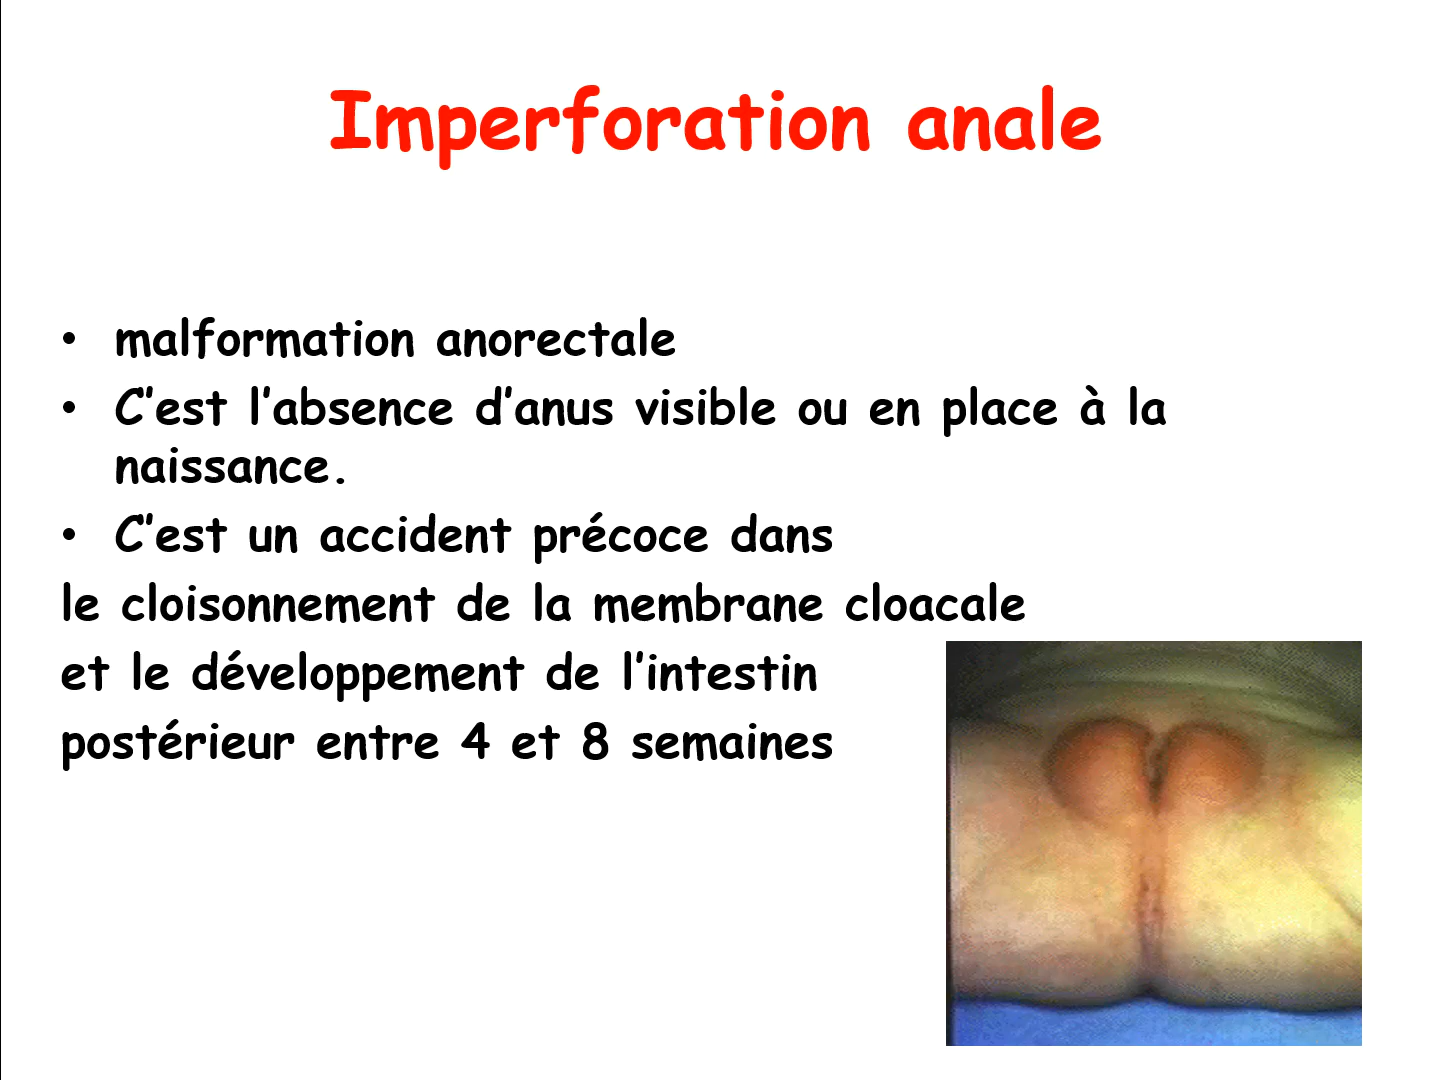 Imperforation anale
• malformation anorectale
• C’est l’absence d’anus visible ou en place à la
naissance.
• C’est un accident précoce dans
le cloisonnement de la membrane cloacale
et le développement de l’intestin
postérieur entre 4 et 8 semaines